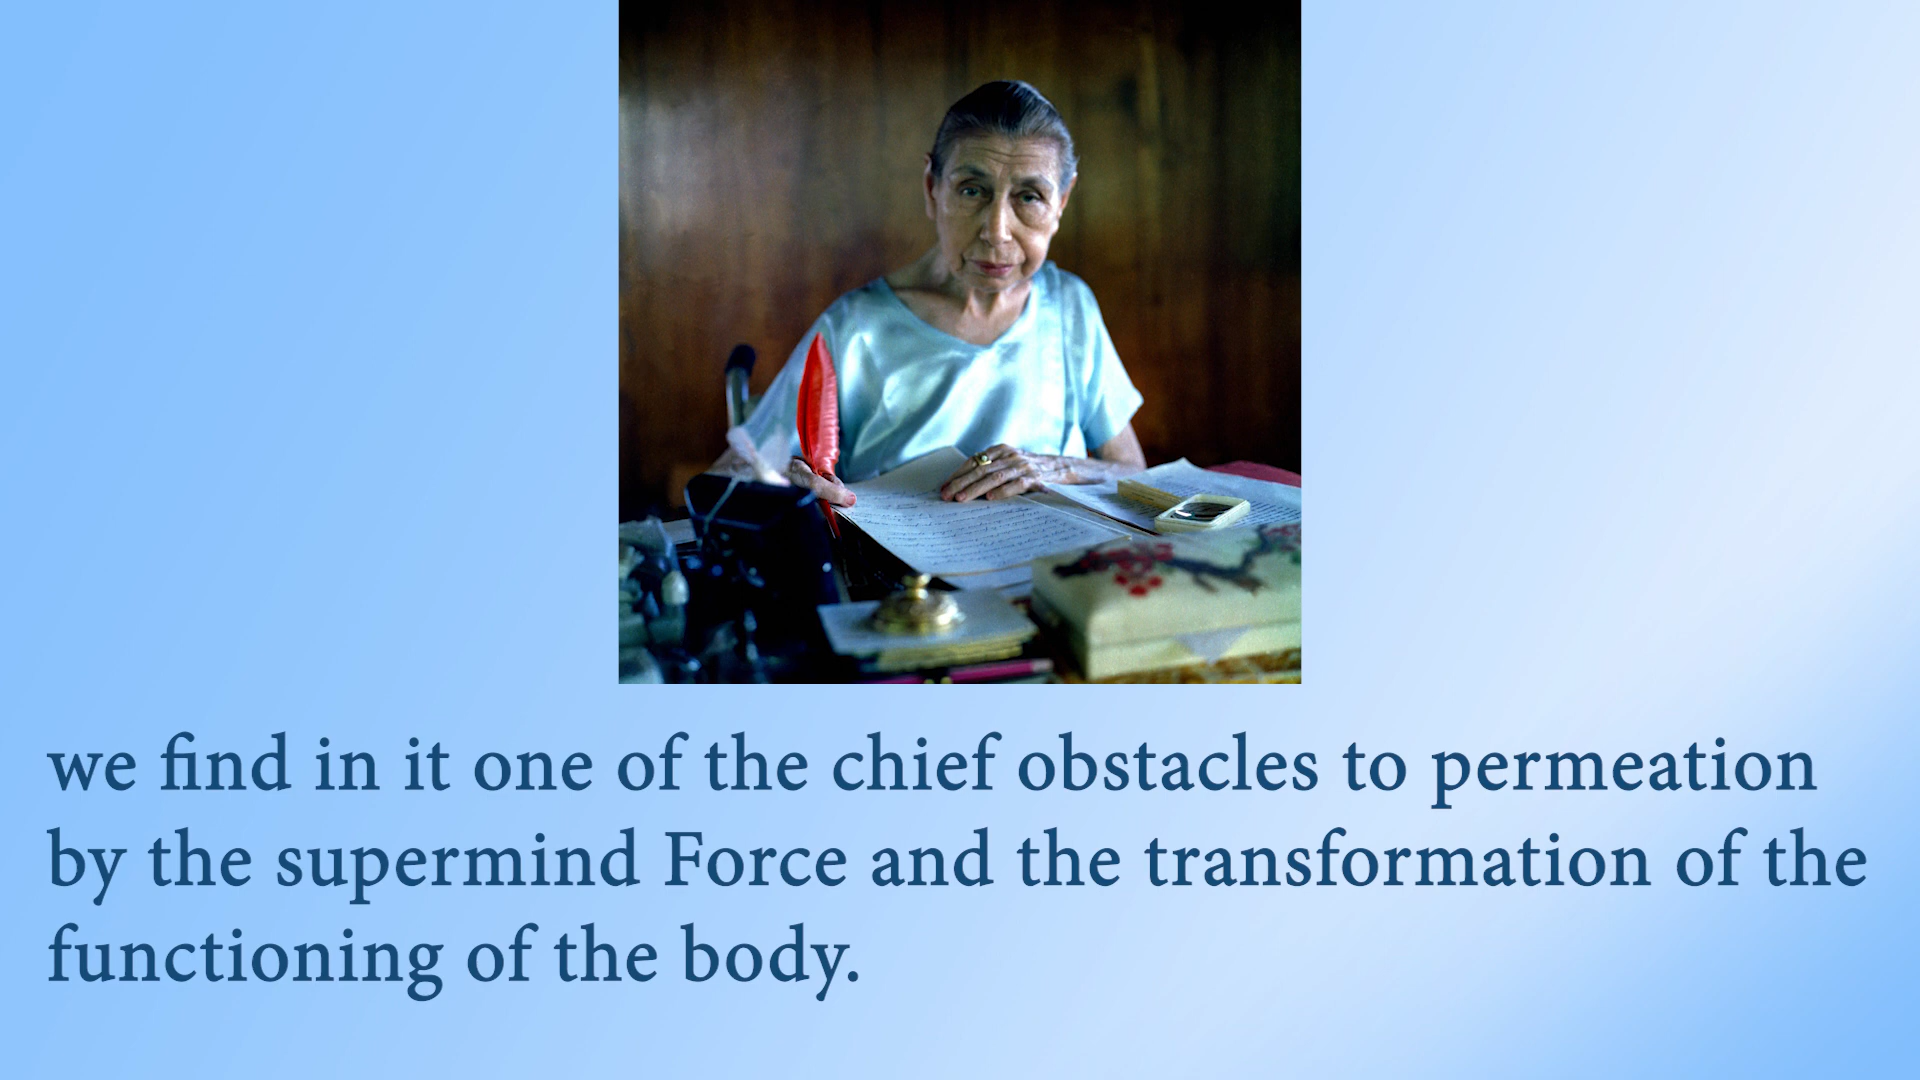 we find in it one of the chief obstacles to permeation
by the supermind Force and the transformation of the
functioning of the body.